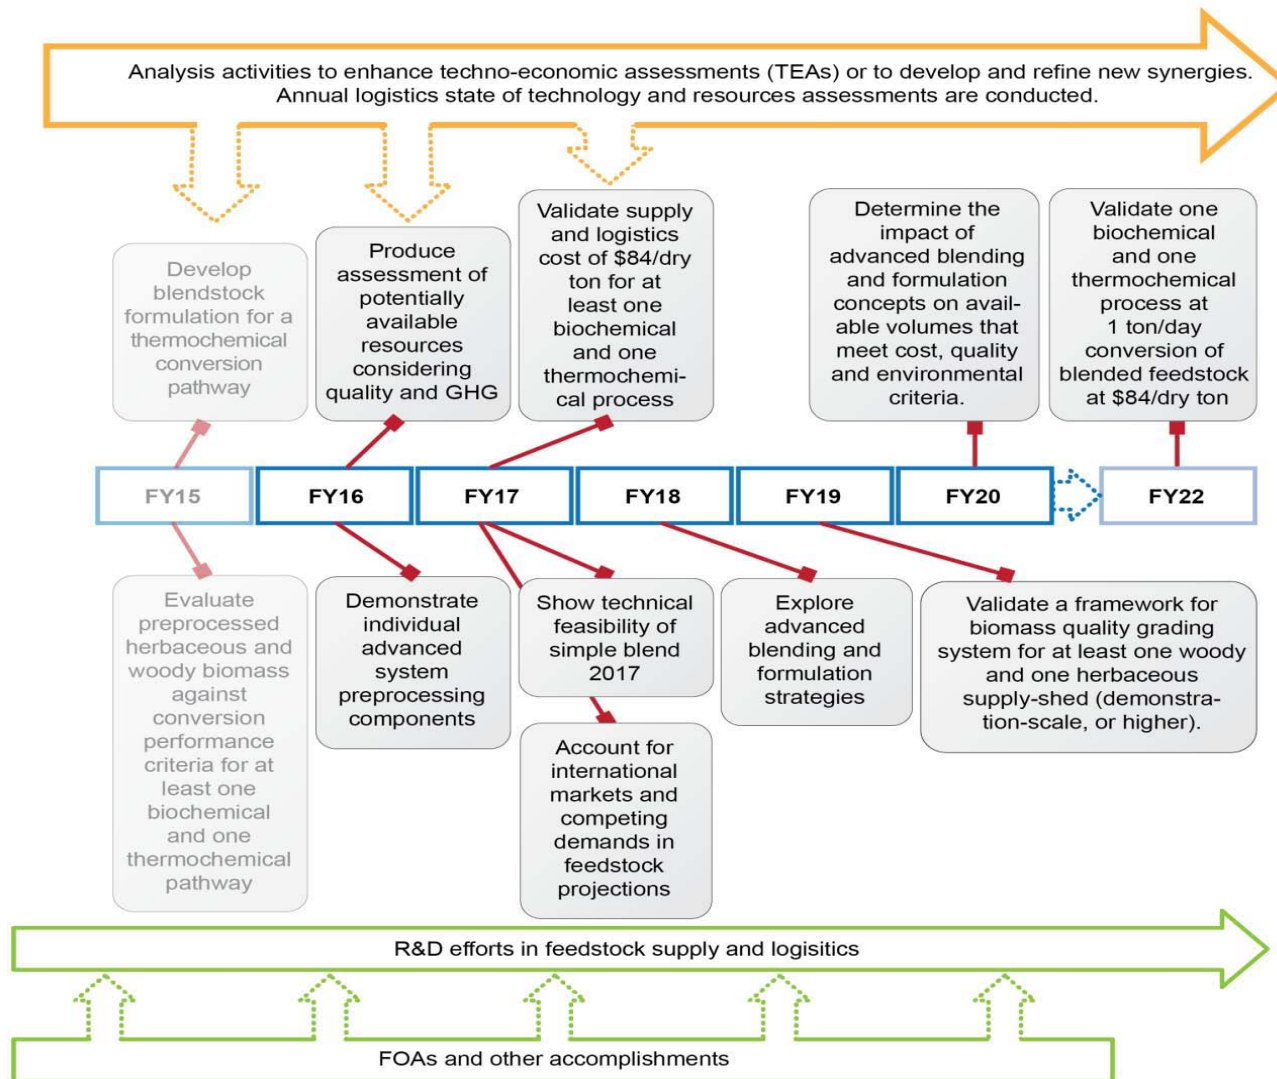 Analysis activities to enhance techno-economic assessments (TEAs) or to develop and refine new synergies.
Annual logistics state of technology and resources assessments are conducted.
Develop
blendstock
formulation for a
thermochemical
conversion
pathway
Produce
assessment of
potentially
available
resources
considering
quality and GHG
Validate supply
and logistics
cost of $84/dry
ton for at
least one
biochemical
and one
thermochemi-
cal process
Determine the
impact of
advanced blending
and formulation
concepts on avail-
able volumes that
meet cost, quality
and environmental
criteria.
Validate one
biochemical
and one
thermochemical
process at
1 ton/day
conversion of
blended feedstock
at $84/dry ton
FY15
FY16
FY17
FY18
FY19
FY20
FY22
Evaluate
preprocessed
herbaceous and
woody biomass
against
conversion
performance
criteria for at
least one
biochemical
and one
thermochemical
pathway
Demonstrate
individual
advanced
system
preprocessing
components
Show technical
feasibility of
simple blend
2017
Account for
international
markets and
competing
demands in
feedstock
projections
Explore
advanced
blending and
formulation
strategies
Validate a framework for
biomass quality grading
system for at least one woody
and one herbaceous
supply-shed (demonstra-
tion-scale, or higher).
R&D efforts in feedstock supply and logisitics
FOAs and other accomplishments